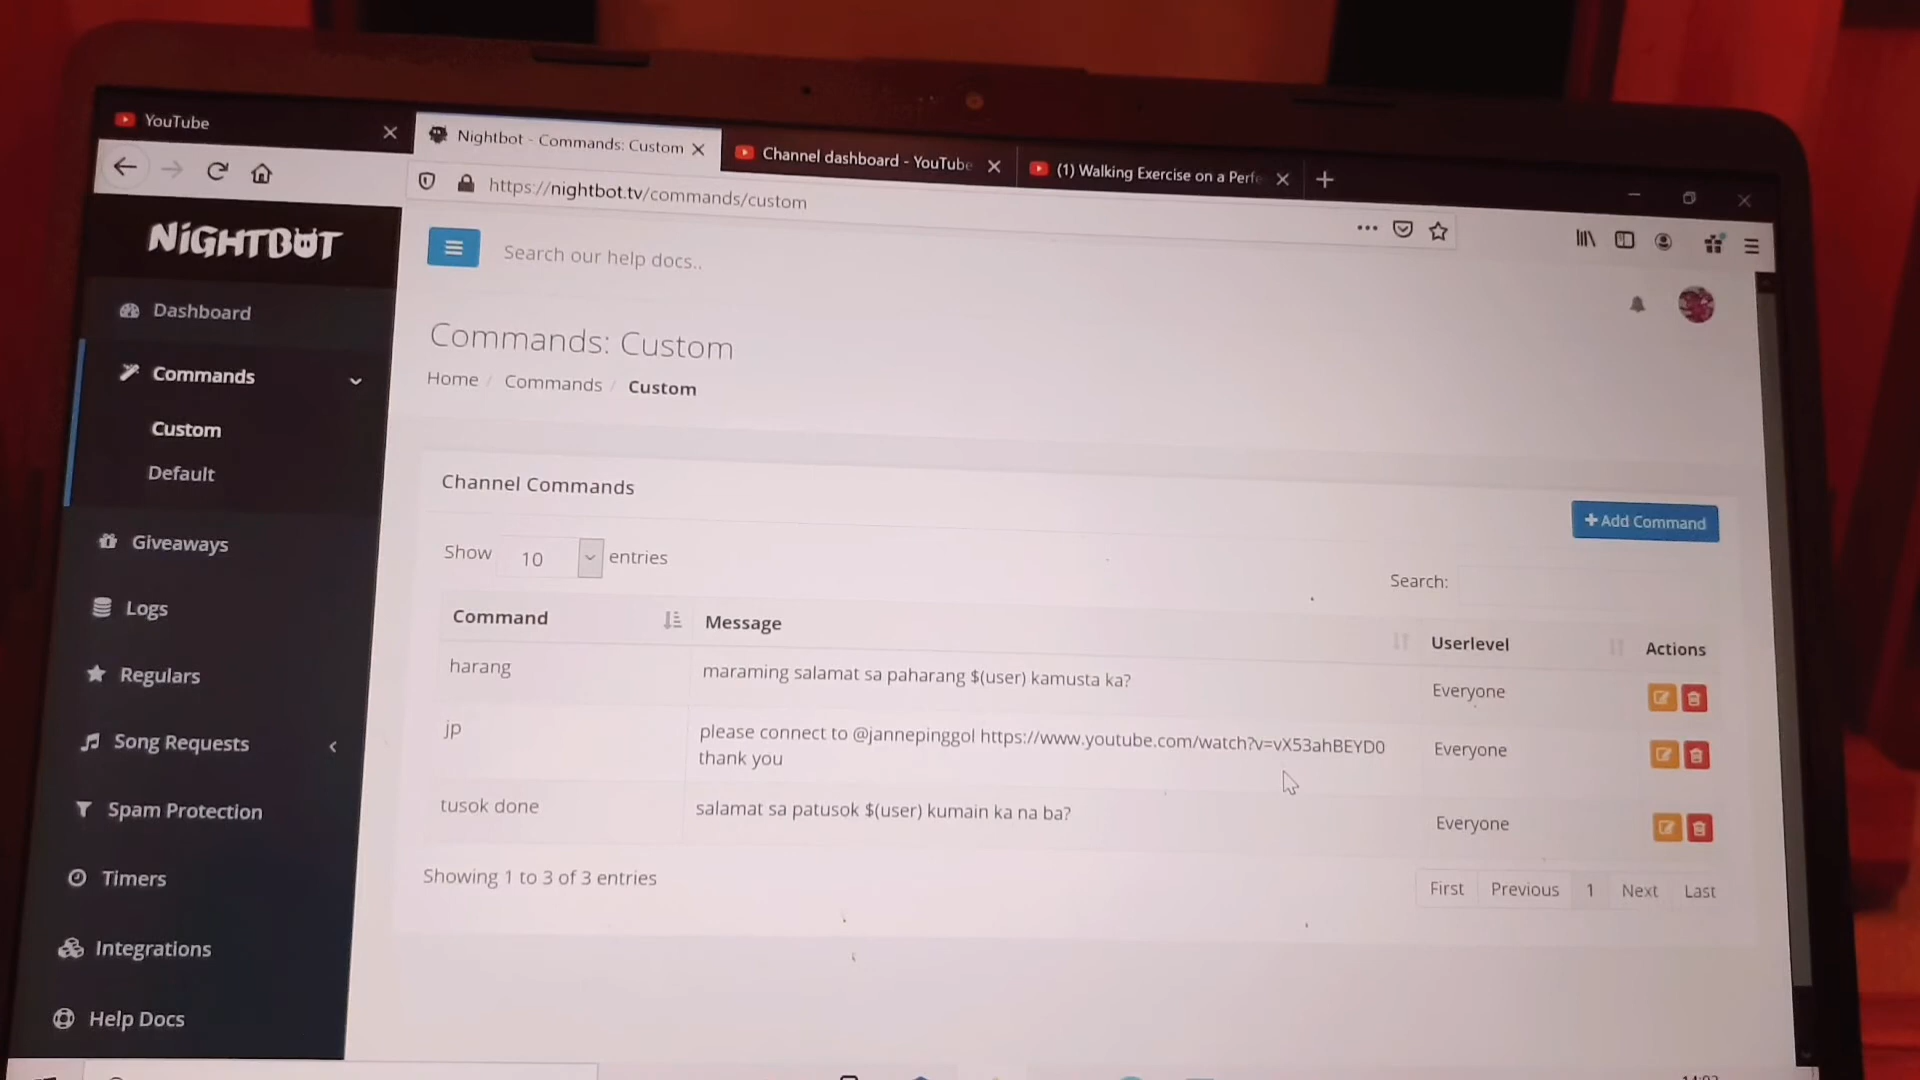 YouTube
Nightbot - Commands: Custom
Channel dashboard - YouTube
(1) Walking Exercise on a Perfe
https://nightbot.tv/commands/custom
NiGHTBOT
Search our help docs..
Dashboard
Commands
Custom
Default
Giveaways
Logs
Regulars
Song Requests
Spam Protection
Timers
Integrations
Help Docs
Commands: Custom
Home / Commands / Custom
Channel Commands
Add Command
Show 10 entries
Search:
Command Message Userlevel Actions
harang maraming salamat sa paharang $(user) kamusta ka? Everyone
jp please connect to @jannepinggol https://www.youtube.com/watch?v=vX53ahBEYD0 Everyone
thank you
tusok done salamat sa patusok $(user) kumain ka na ba? Everyone
Showing 1 to 3 of 3 entries
First Previous 1 Next Last